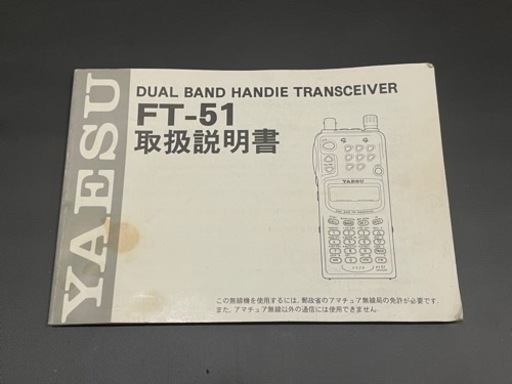 YAESU
DUAL BAND HANDIE TRANSCEIVER
FT-51
取扱説明書
YAESU
この無線機を使用するには、郵政省のアマチュア無線局の免許が必要です.
また、アマチュア無線以外の通信には使用できません.